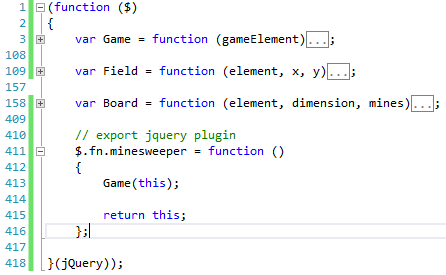 1 (function ($)
2 {
3 var Game = function (gameElement)...;
108
109 var Field = function (element, x, y)...;
157
158 var Board = function (element, dimension, mines)...;
409
410 // export jquery plugin
411 $.fn.minesweeper = function ()
412 {
413 Game(this);
414
415 return this;
416 };
417
418 }(jQuery));